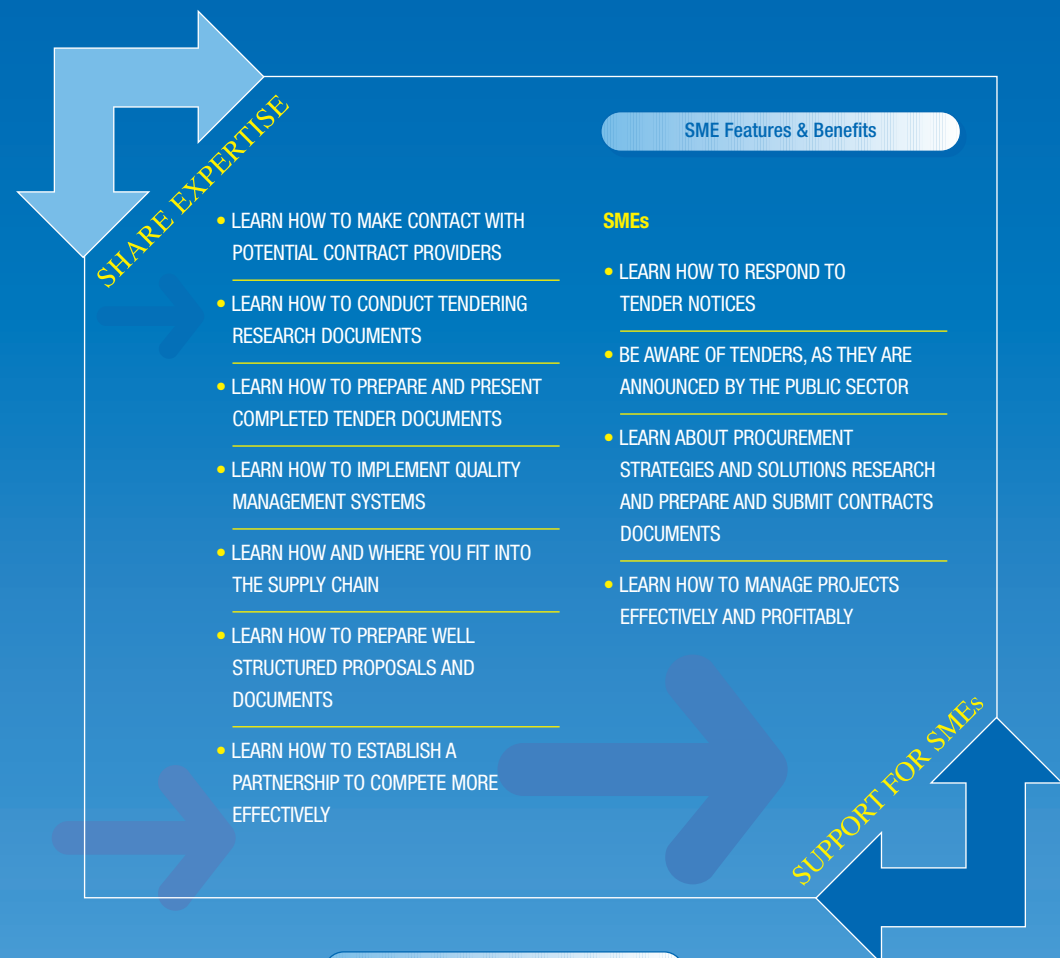 SHARE EXPERTISE
• LEARN HOW TO MAKE CONTACT WITH
POTENTIAL CONTRACT PROVIDERS
• LEARN HOW TO CONDUCT TENDERING
RESEARCH DOCUMENTS
• LEARN HOW TO PREPARE AND PRESENT
COMPLETED TENDER DOCUMENTS
• LEARN HOW TO IMPLEMENT QUALITY
MANAGEMENT SYSTEMS
• LEARN HOW AND WHERE YOU FIT INTO
THE SUPPLY CHAIN
• LEARN HOW TO PREPARE WELL
STRUCTURED PROPOSALS AND
DOCUMENTS
• LEARN HOW TO ESTABLISH A
PARTNERSHIP TO COMPETE MORE
EFFECTIVELY
SME Features & Benefits
SMEs
• LEARN HOW TO RESPOND TO
TENDER NOTICES
• BE AWARE OF TENDERS, AS THEY ARE
ANNOUNCED BY THE PUBLIC SECTOR
• LEARN ABOUT PROCUREMENT
STRATEGIES AND SOLUTIONS RESEARCH
AND PREPARE AND SUBMIT CONTRACTS
DOCUMENTS
• LEARN HOW TO MANAGE PROJECTS
EFFECTIVELY AND PROFITABLY
SUPPORT FOR SMEs